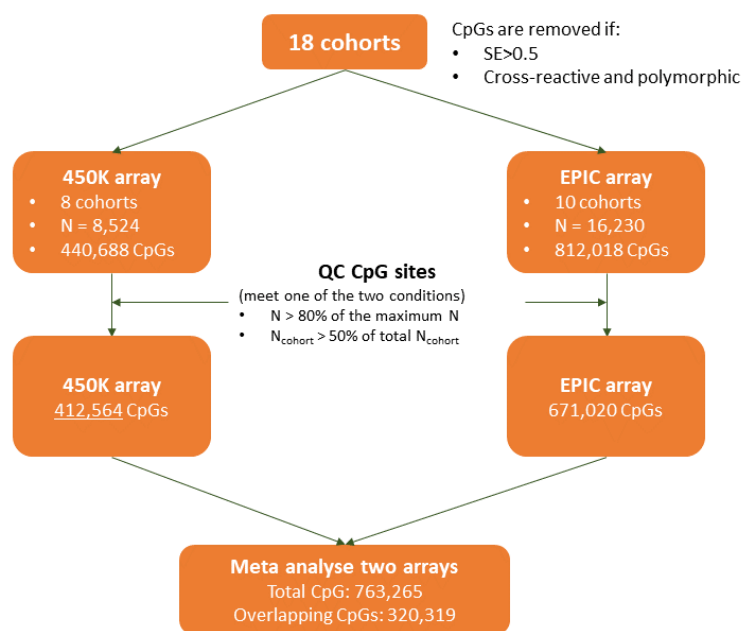 18 cohorts
CpGs are removed if:
• SE>0.5
• Cross-reactive and polymorphic
450K array
• 8 cohorts
• N = 8,524
• 440,688 CpGs
EPIC array
• 10 cohorts
• N = 16,230
• 812,018 CpGs
QC CpG sites
(meet one of the two conditions)
• N > 80% of the maximum N
• Ncohort > 50% of total Ncohort
450K array
412,564 CpGs
EPIC array
671,020 CpGs
Meta analyse two arrays
Total CpG: 763,265
Overlapping CpGs: 320,319